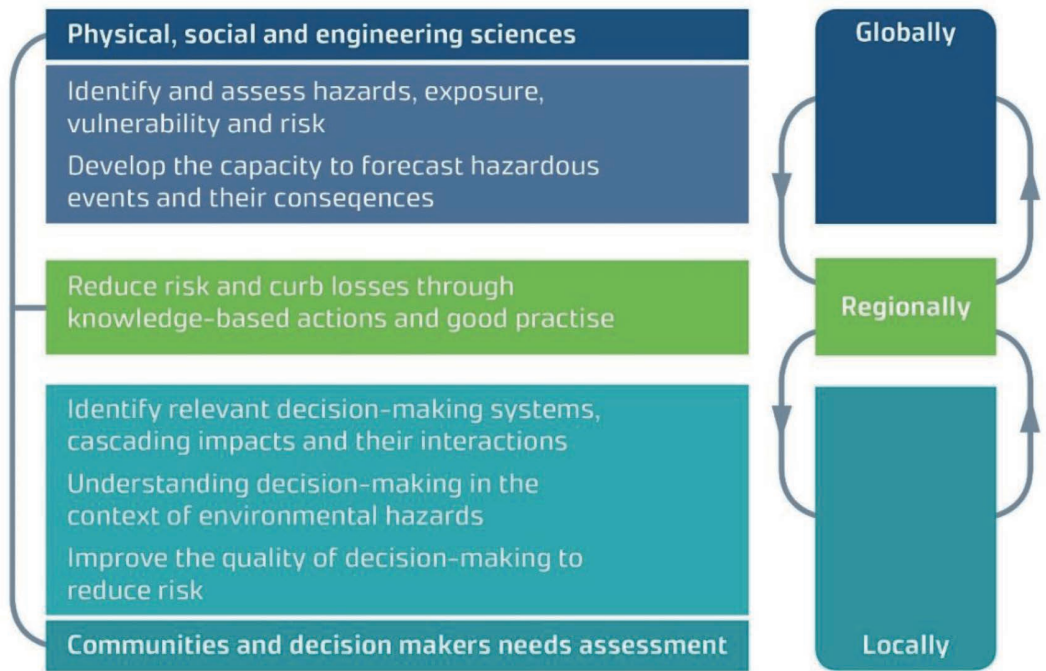 Physical, social and engineering sciences
Identify and assess hazards, exposure,
vulnerability and risk
Develop the capacity to forecast hazardous
events and their conseqences
Reduce risk and curb losses through
knowledge-based actions and good practise
Identify relevant decision-making systems,
cascading impacts and their interactions
Understanding decision-making in the
context of environmental hazards
Improve the quality of decision-making to
reduce risk
Communities and decision makers needs assessment
Globally
Regionally
Locally